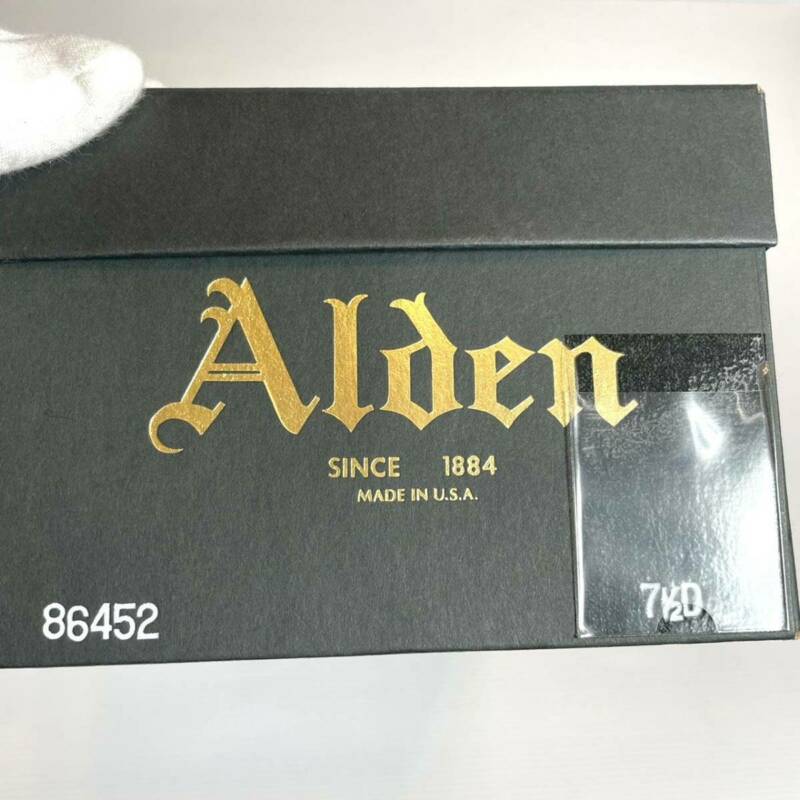 Alden
SINCE 1884
MADE IN U.S.A.
86452
7½D